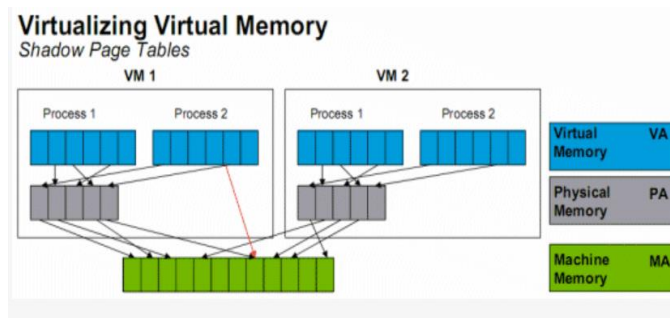 Virtualizing Virtual Memory
Shadow Page Tables
VM 1
VM 2
Process 1
Process 2
Process 1
Process 2
Virtual Memory VA
Physical Memory PA
Machine Memory MA